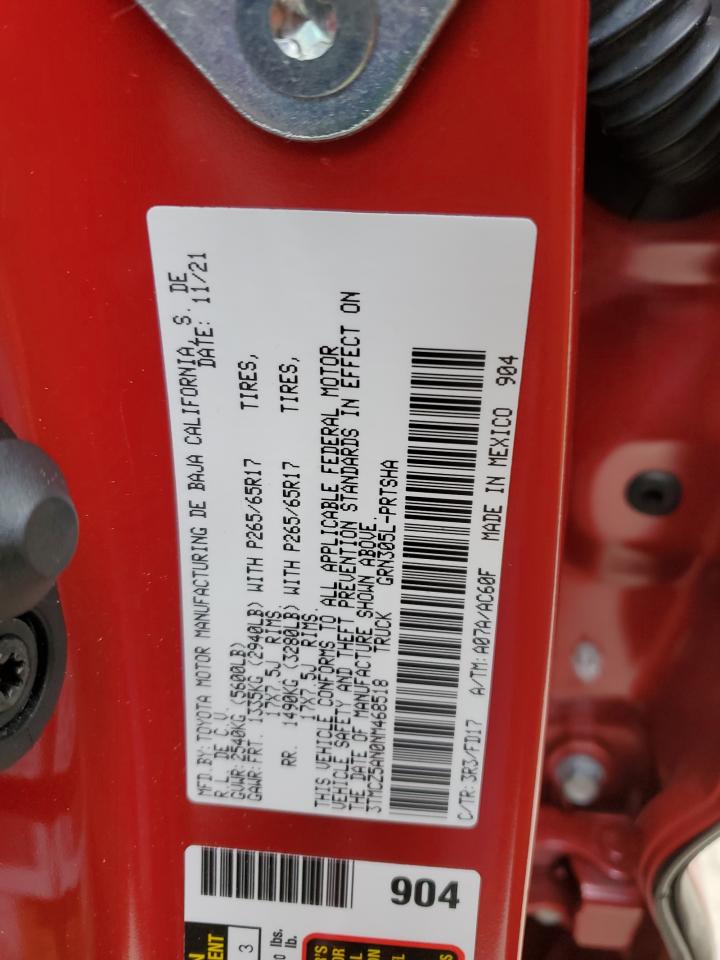 MFD.BY:TOYOTA MOTOR MANUFACTURING DE BAJA CALIFORNIA, S. DE
R.L. DE C.V. DATE: 11/21
GVWR:2540KG(5600LB)
GAWR:FRT. 1335KG (2940LB) WITH P265/65R17 TIRES,
17X7.5J RIMS.
RR. 1490KG (3280LB) WITH P265/65R17 TIRES,
17X7.5J RIMS.
THIS VEHICLE CONFORMS TO ALL APPLICABLE FEDERAL MOTOR
VEHICLE SAFETY AND THEFT PREVENTION STANDARDS IN EFFECT ON
THE DATE OF MANUFACTURE SHOWN ABOVE.
3TMCZ5AN0NM468518 TRUCK GRN305L-PRTSHA
C/TR:3R3/FD17 A/TM:A07A/AC60F MADE IN MEXICO 904
904
3
lbs.
lb.